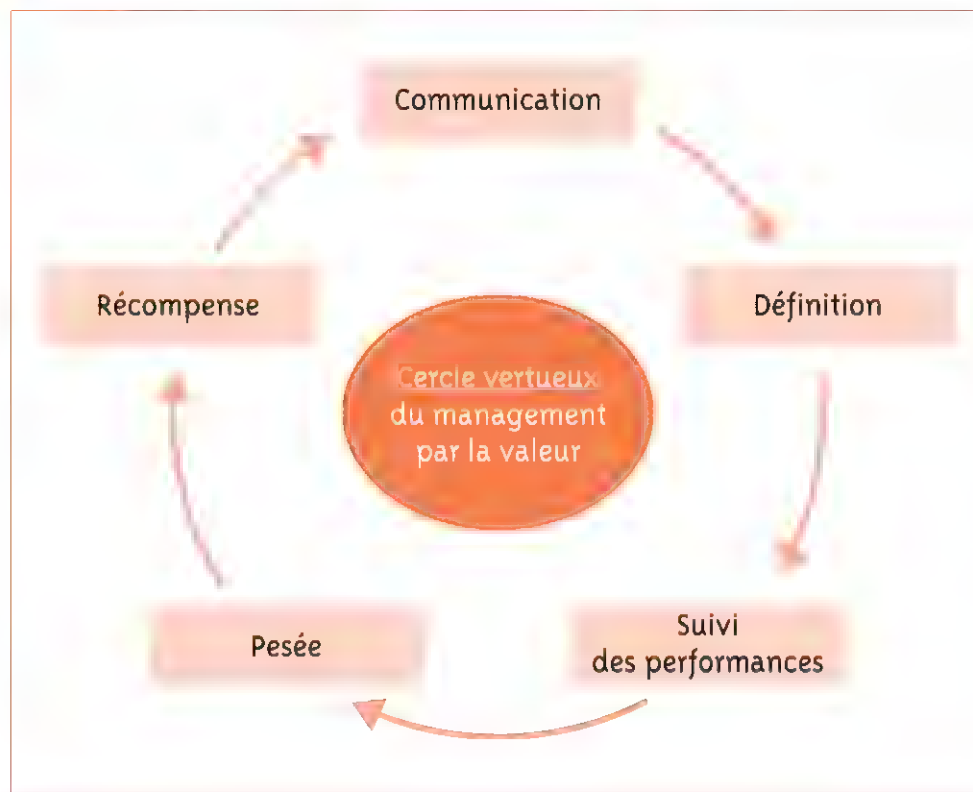 Communication
Récompense
Définition
Cercle vertueux
du management
par la valeur
Pesée
Suivi
des performances